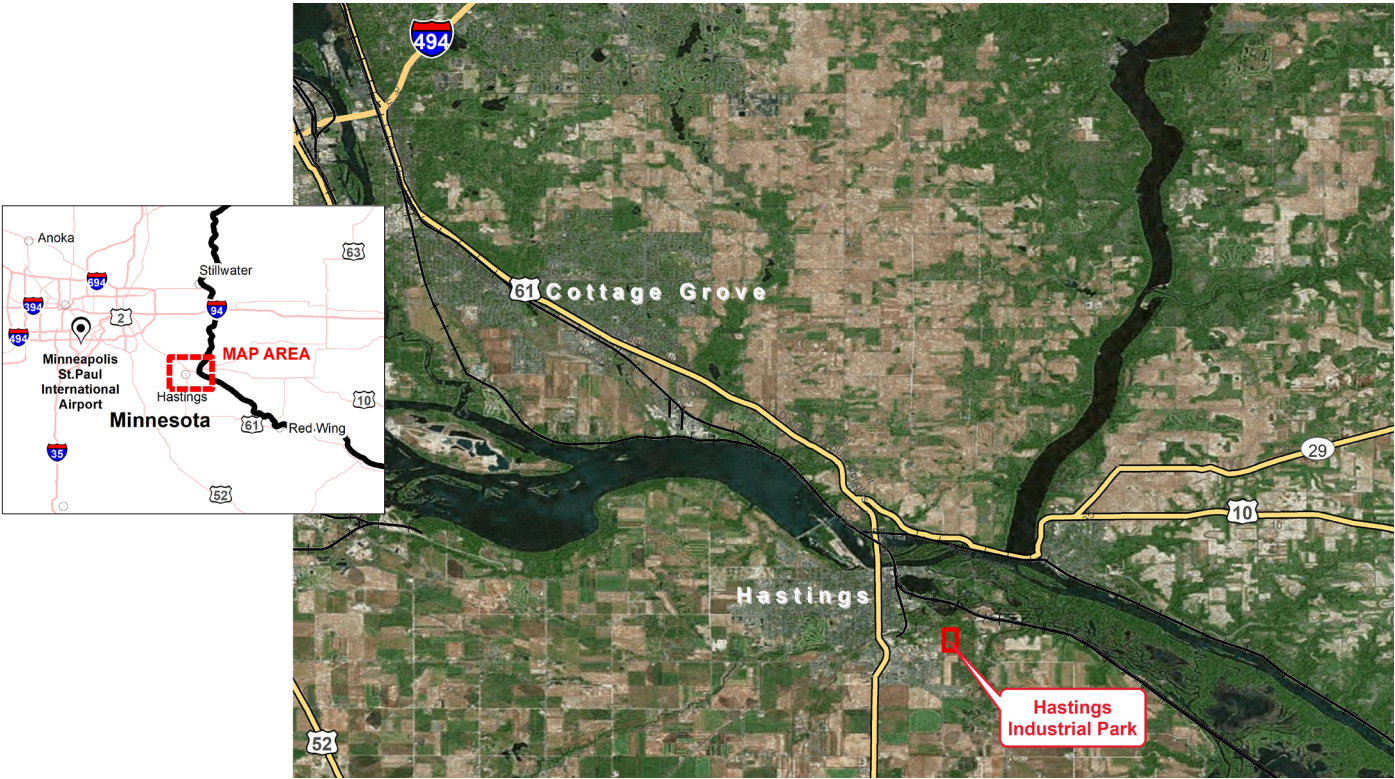 494
Anoka
63
Stillwater
694
394
2
94
494
MAP AREA
Minneapolis
St.Paul
International
Airport
Hastings
Minnesota
10
61
Red Wing
35
52
61
Cottage Grove
29
10
10
Hastings
Hastings
Industrial Park
52